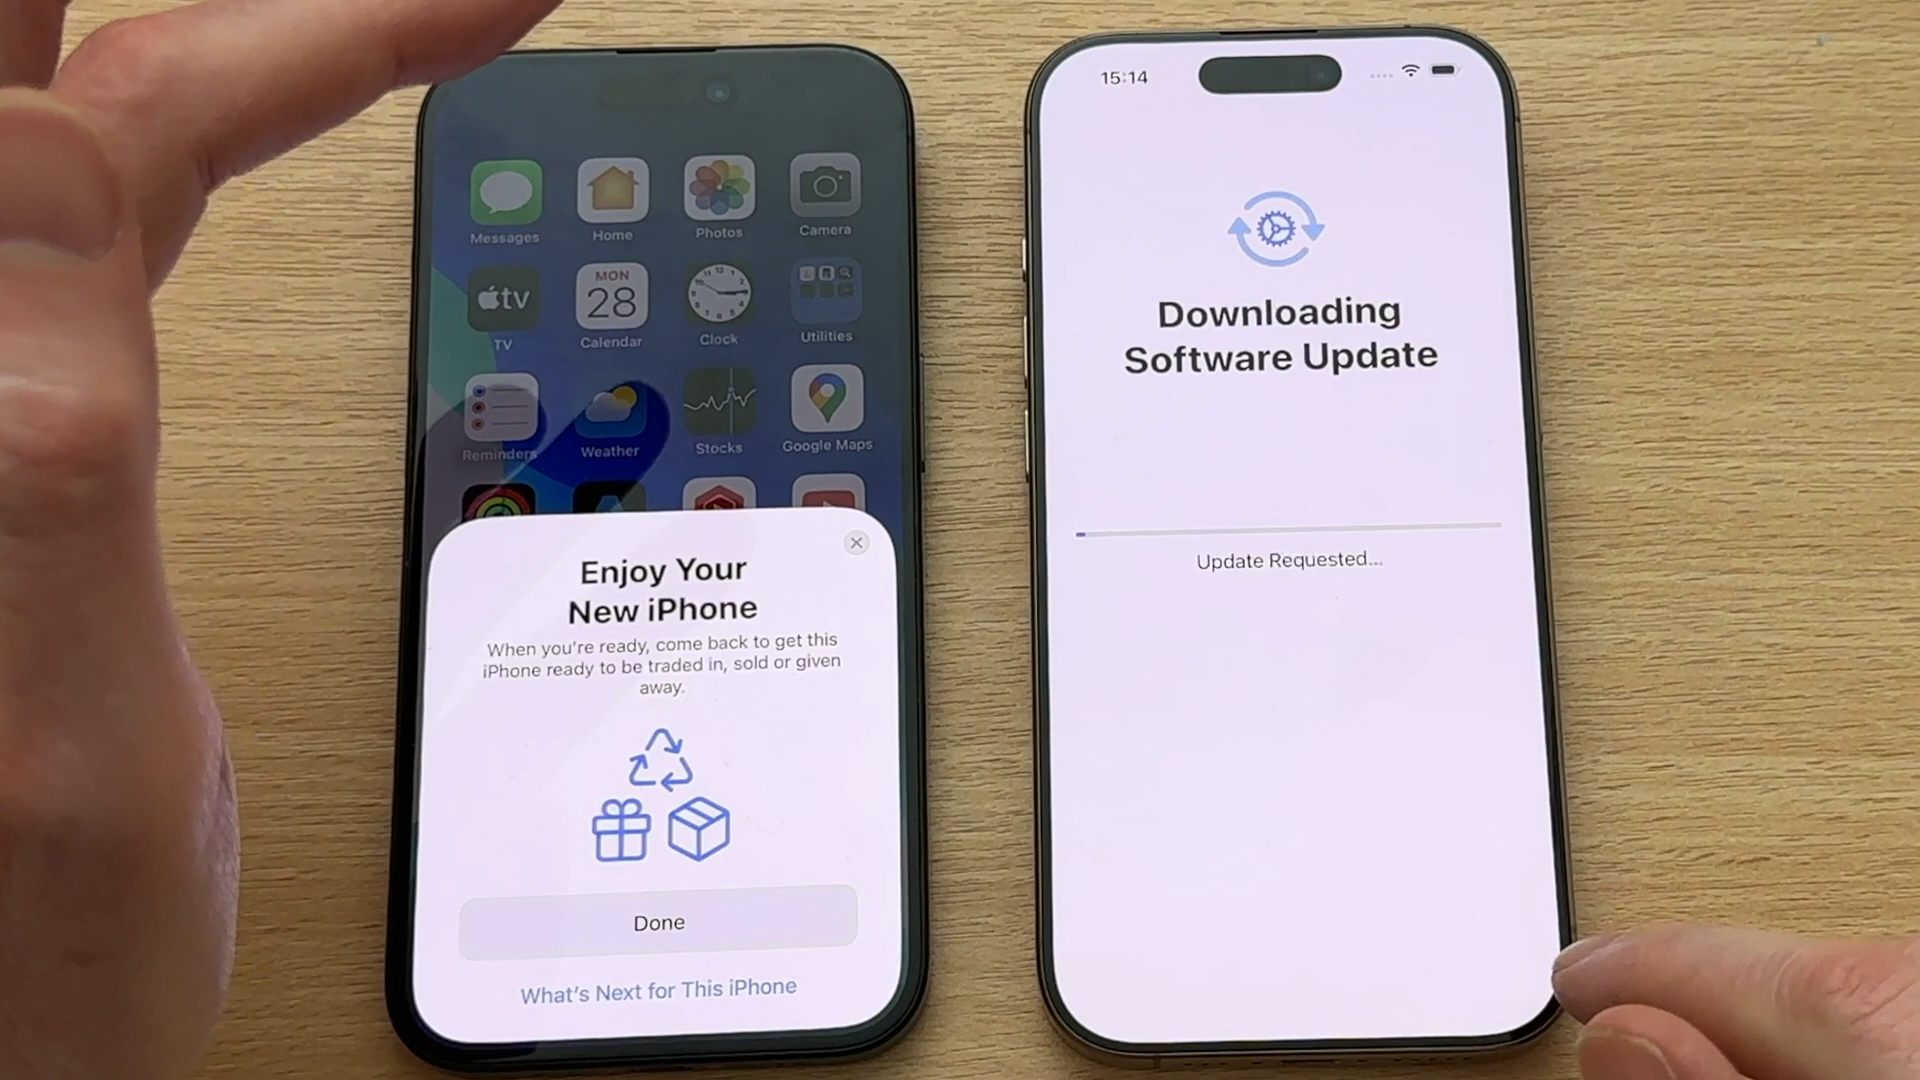 Messages
Home
Photos
Camera
tv
MON
28
TV
Calendar
Clock
Utilities
Reminders
Weather
Stocks
Google Maps
Enjoy Your
New iPhone
When you're ready, come back to get this
iPhone ready to be traded in, sold or given
away.
Done
What's Next for This iPhone
15:14
Downloading
Software Update
Update Requested...